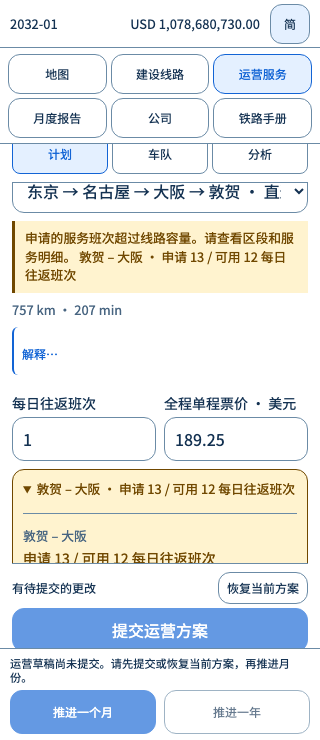 2032-01
USD 1,078,680,730.00
简
地图
建设线路
运营服务
月度报告
公司
铁路手册
计划
车队
分析
东京 → 名古屋 → 大阪 → 敦贺 · 直
申请的服务班次超过线路容量。请查看区段和服
务明细。 敦贺 – 大阪 · 申请 13 / 可用 12 每日
往返班次
757 km · 207 min
解释…
每日往返班次
全程单程票价 · 美元
1
189.25
▼ 敦贺 – 大阪 · 申请 13 / 可用 12 每日往返班次
敦贺 – 大阪
申请 13 / 可用 12 每日往返班次
有待提交的更改
恢复当前方案
提交运营方案
运营草稿尚未提交。请先提交或恢复当前方案，再推进月
份。
推进一个月
推进一年